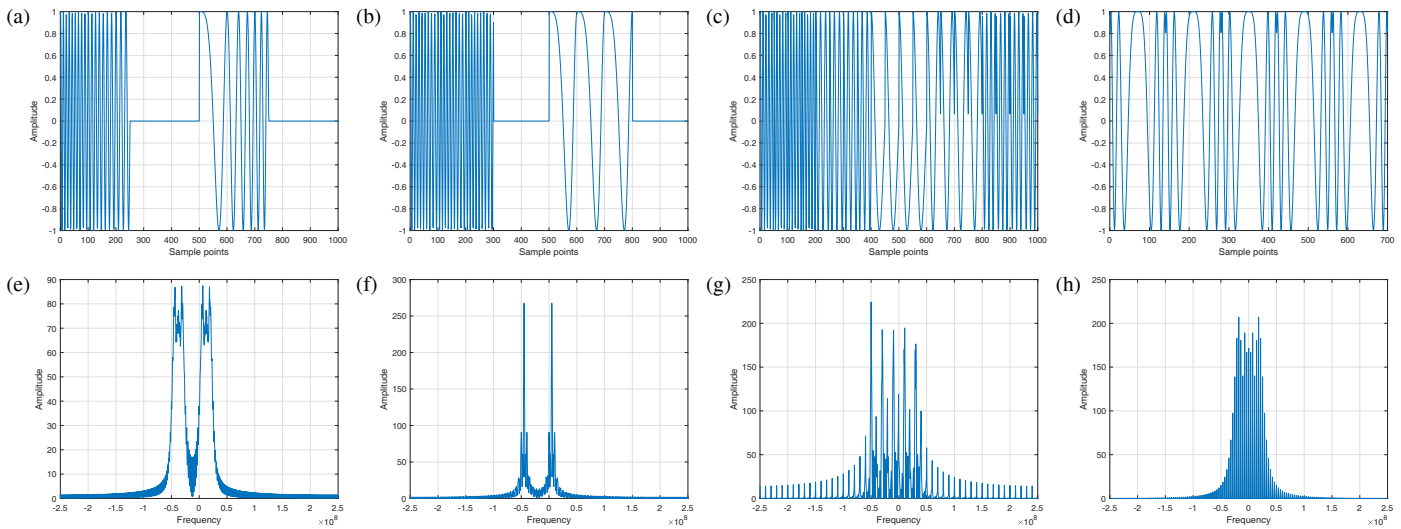 (a)
1
0.8
0.6
0.4
0.2
0
-0.2
-0.4
-0.6
-0.8
-1
Amplitude
0 100 200 300 400 500 600 700 800 900 1000
Sample points
(b)
1
0.8
0.6
0.4
0.2
0
-0.2
-0.4
-0.6
-0.8
-1
Amplitude
0 100 200 300 400 500 600 700 800 900 1000
Sample points
(c)
1
0.8
0.6
0.4
0.2
0
-0.2
-0.4
-0.6
-0.8
-1
Amplitude
0 100 200 300 400 500 600 700 800 900 1000
Sample points
(d)
1
0.8
0.6
0.4
0.2
0
-0.2
-0.4
-0.6
-0.8
-1
Amplitude
0 100 200 300 400 500 600 700
Sample points
(e)
90
80
70
60
50
40
30
20
10
0
Amplitude
-2.5 -2 -1.5 -1 -0.5 0 0.5 1 1.5 2 2.5
Frequency
×10⁸
(f)
300
250
200
150
100
50
0
Amplitude
-2.5 -2 -1.5 -1 -0.5 0 0.5 1 1.5 2 2.5
Frequency
×10⁸
(g)
250
200
150
100
50
0
Amplitude
-2.5 -2 -1.5 -1 -0.5 0 0.5 1 1.5 2 2.5
Frequency
×10⁸
(h)
250
200
150
100
50
0
Amplitude
-2.5 -2 -1.5 -1 -0.5 0 0.5 1 1.5 2 2.5
Frequency
×10⁸